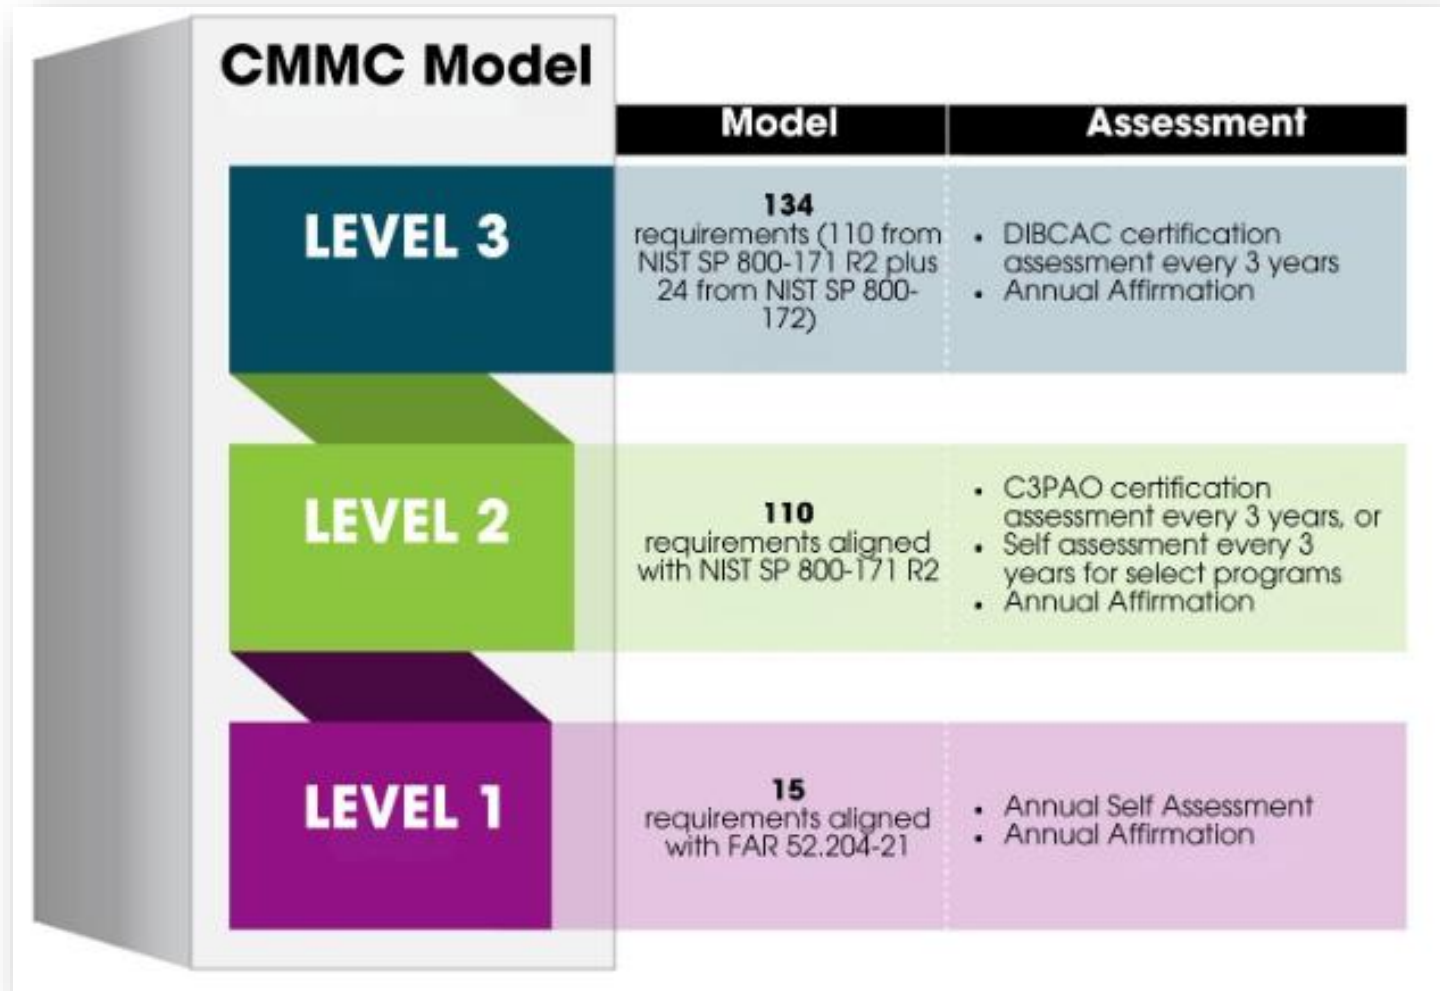 CMMC Model
Model
Assessment
LEVEL 3
134
requirements (110 from
NIST SP 800-171 R2 plus
24 from NIST SP 800-
172)
• DIBCAC certification
assessment every 3 years
• Annual Affirmation
LEVEL 2
110
requirements aligned
with NIST SP 800-171 R2
• C3PAO certification
assessment every 3 years, or
• Self assessment every 3
years for select programs
• Annual Affirmation
LEVEL 1
15
requirements aligned
with FAR 52.204-21
• Annual Self Assessment
• Annual Affirmation